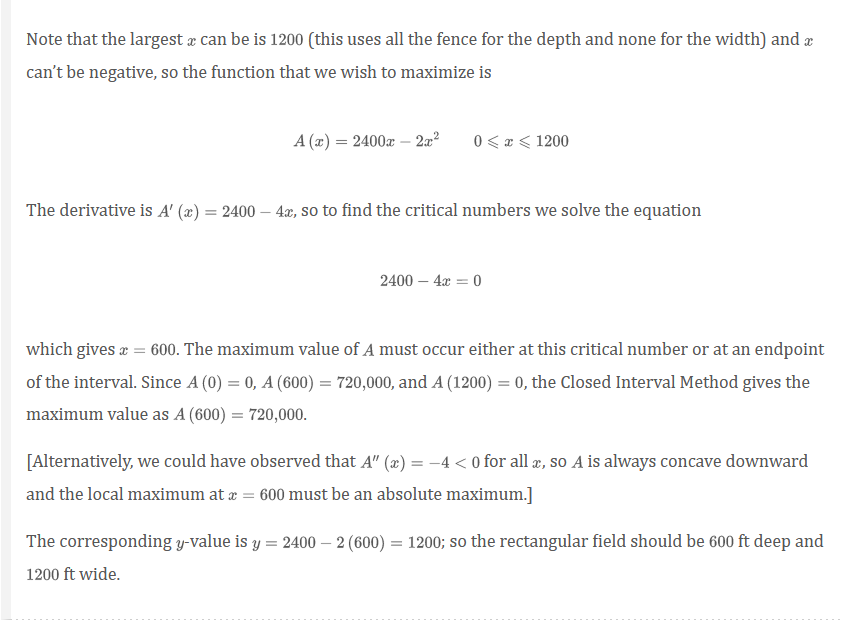 Note that the largest x can be is 1200 (this uses all the fence for the depth and none for the width) and x
can't be negative, so the function that we wish to maximize is
A (x) = 2400x − 2x² 0 ⩽ x ⩽ 1200
The derivative is A′ (x) = 2400 − 4x, so to find the critical numbers we solve the equation
2400 − 4x = 0
which gives x = 600. The maximum value of A must occur either at this critical number or at an endpoint
of the interval. Since A (0) = 0, A (600) = 720,000, and A (1200) = 0, the Closed Interval Method gives the
maximum value as A (600) = 720,000.
[Alternatively, we could have observed that A″ (x) = −4 < 0 for all x, so A is always concave downward
and the local maximum at x = 600 must be an absolute maximum.]
The corresponding y-value is y = 2400 − 2 (600) = 1200; so the rectangular field should be 600 ft deep and
1200 ft wide.